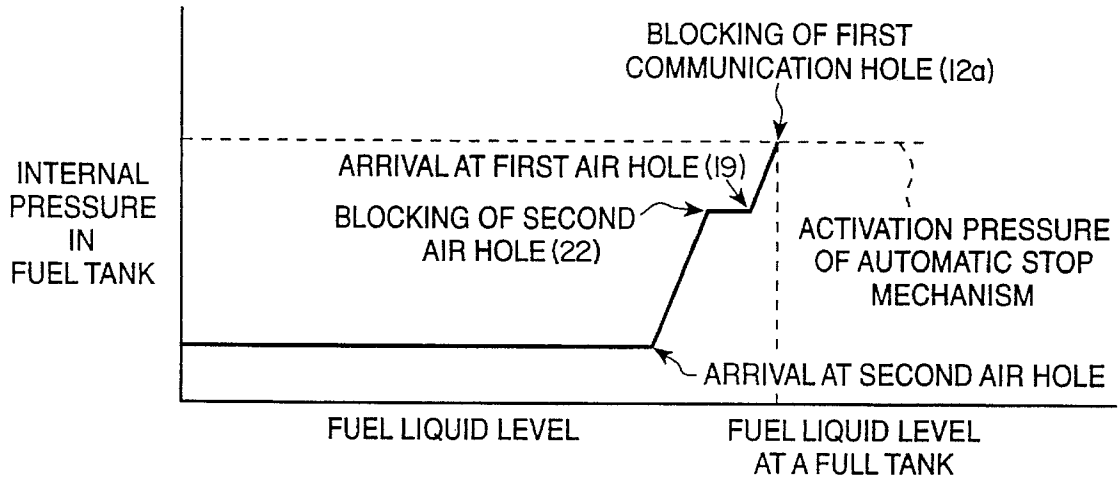 BLOCKING OF FIRST
COMMUNICATION HOLE (12a)
ARRIVAL AT FIRST AIR HOLE (19)
BLOCKING OF SECOND
AIR HOLE (22)
INTERNAL
PRESSURE
IN
FUEL TANK
ACTIVATION PRESSURE
OF AUTOMATIC STOP
MECHANISM
ARRIVAL AT SECOND AIR HOLE
FUEL LIQUID LEVEL
FUEL LIQUID LEVEL
AT A FULL TANK